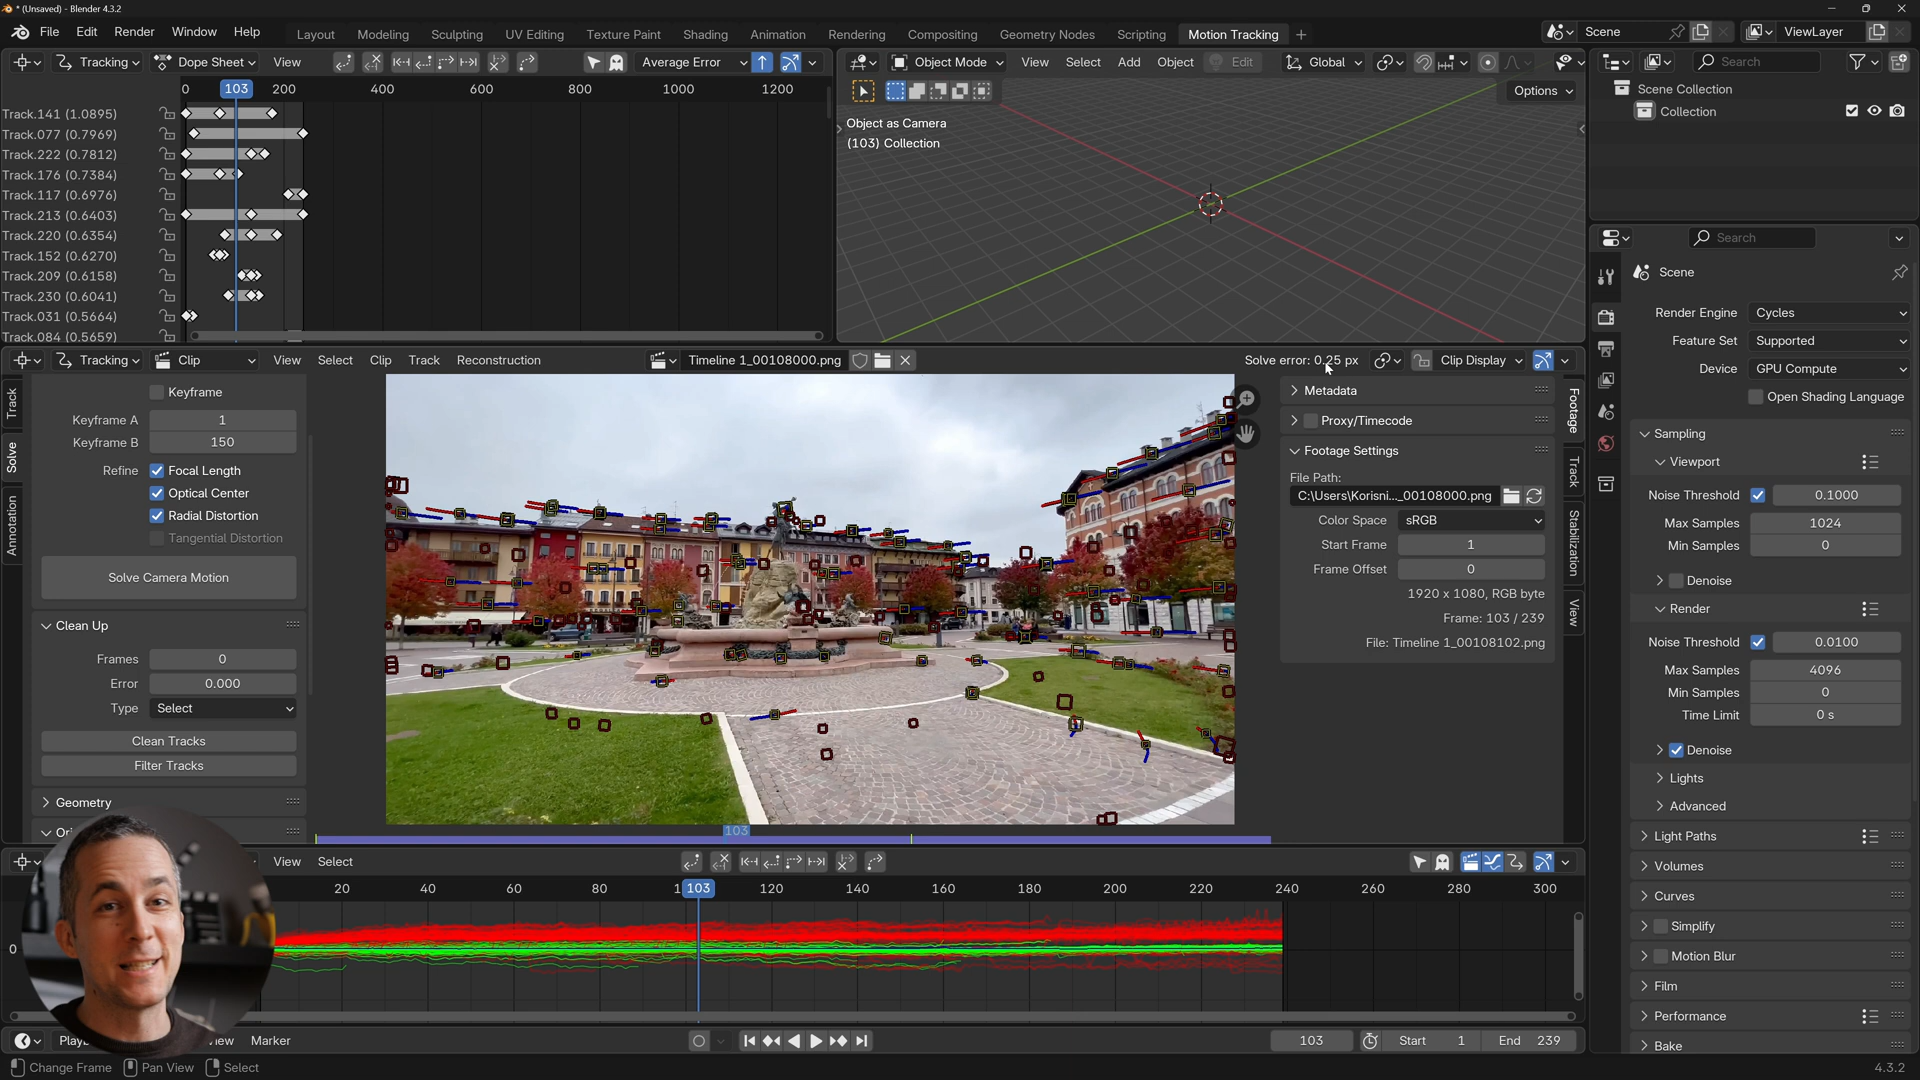 * (Unsaved) - Blender 4.3.2
File Edit Render Window Help
Layout Modeling Sculpting UV Editing Texture Paint Shading Animation Rendering Compositing Geometry Nodes Scripting Motion Tracking +
Scene
ViewLayer
Tracking Dope Sheet View
Average Error
0 103 200 400 600 800 1000 1200
Track.141 (1.0895)
Track.077 (0.7969)
Track.222 (0.7812)
Track.176 (0.7384)
Track.117 (0.6976)
Track.213 (0.6403)
Track.220 (0.6354)
Track.152 (0.6270)
Track.209 (0.6158)
Track.230 (0.6041)
Track.031 (0.5664)
Track.084 (0.5659)
Object Mode View Select Add Object Edit Global
Options
Object as Camera
(103) Collection
Search
Scene Collection
Collection
Search
Scene
Render Engine Cycles
Feature Set Supported
Device GPU Compute
Open Shading Language
Sampling
Viewport
Noise Threshold 0.1000
Max Samples 1024
Min Samples 0
Denoise
Render
Noise Threshold 0.0100
Max Samples 4096
Min Samples 0
Time Limit 0 s
Denoise
Lights
Advanced
Light Paths
Volumes
Curves
Simplify
Motion Blur
Film
Performance
Bake
Tracking Clip View Select Clip Track Reconstruction
Timeline 1_00108000.png
Solve error: 0.25 px
Clip Display
Track
Solve
Annotation
Keyframe
Keyframe A 1
Keyframe B 150
Refine Focal Length
Optical Center
Radial Distortion
Tangential Distortion
Solve Camera Motion
Clean Up
Frames 0
Error 0.000
Type Select
Clean Tracks
Filter Tracks
Geometry
Metadata
Proxy/Timecode
Footage Settings
File Path:
C:\Users\Korisni..._00108000.png
Color Space sRGB
Start Frame 1
Frame Offset 0
1920 x 1080, RGB byte
Frame: 103 / 239
File: Timeline 1_00108102.png
Footage
Track
Stabilization
View
103
View Select
20 40 60 80 103 120 140 160 180 200 220 240 260 280 300
0
Marker
103 Start 1 End 239
Change Frame Pan View Select
4.3.2